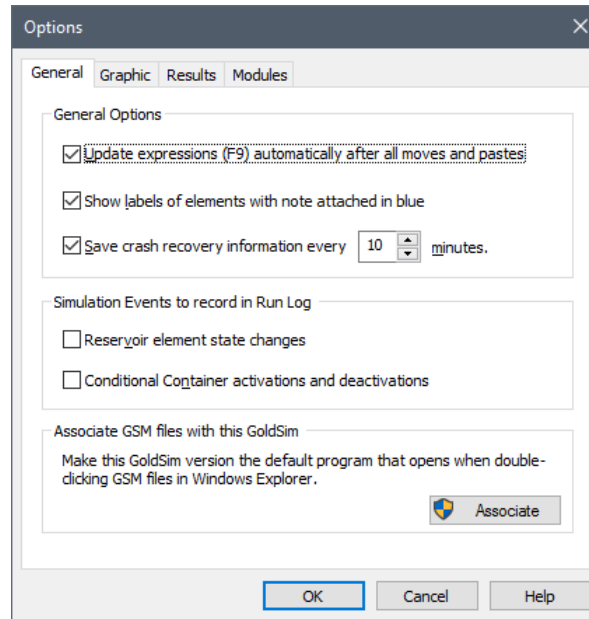 Options
General Graphic Results Modules
General Options
Update expressions (F9) automatically after all moves and pastes
Show labels of elements with note attached in blue
Save crash recovery information every 10 minutes.
Simulation Events to record in Run Log
Reservoir element state changes
Conditional Container activations and deactivations
Associate GSM files with this GoldSim
Make this GoldSim version the default program that opens when double-
clicking GSM files in Windows Explorer.
Associate
OK Cancel Help